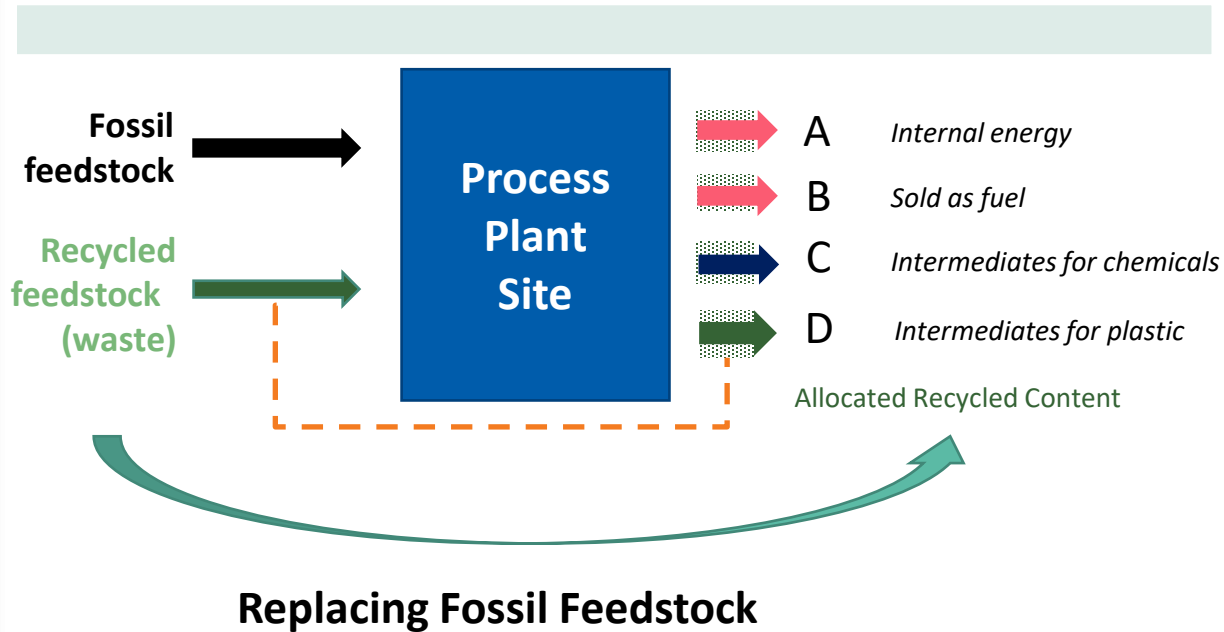 Fossil
feedstock
Recycled
feedstock
(waste)
Process
Plant
Site
A Internal energy
B Sold as fuel
C Intermediates for chemicals
D Intermediates for plastic
Allocated Recycled Content
Replacing Fossil Feedstock